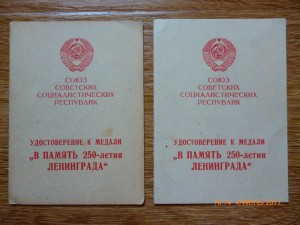 СОЮЗ
СОВЕТСКИХ
СОЦИАЛИСТИЧЕСКИХ
РЕСПУБЛИК
УДОСТОВЕРЕНИЕ К МЕДАЛИ
„В ПАМЯТЬ 250-летия
ЛЕНИНГРАДА“
СОЮЗ
СОВЕТСКИХ
СОЦИАЛИСТИЧЕСКИХ
РЕСПУБЛИК
УДОСТОВЕРЕНИЕ К МЕДАЛИ
„В ПАМЯТЬ 250-летия
ЛЕНИНГРАДА“